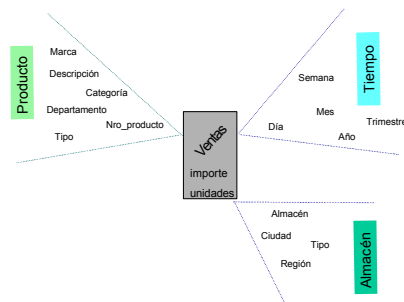 Producto
Marca
Descripción
Categoría
Departamento
Nro_producto
Tipo
Ventas
importe
unidades
Tiempo
Semana
Mes
Trimestre
Día
Año
Almacén
Almacén
Ciudad
Tipo
Región